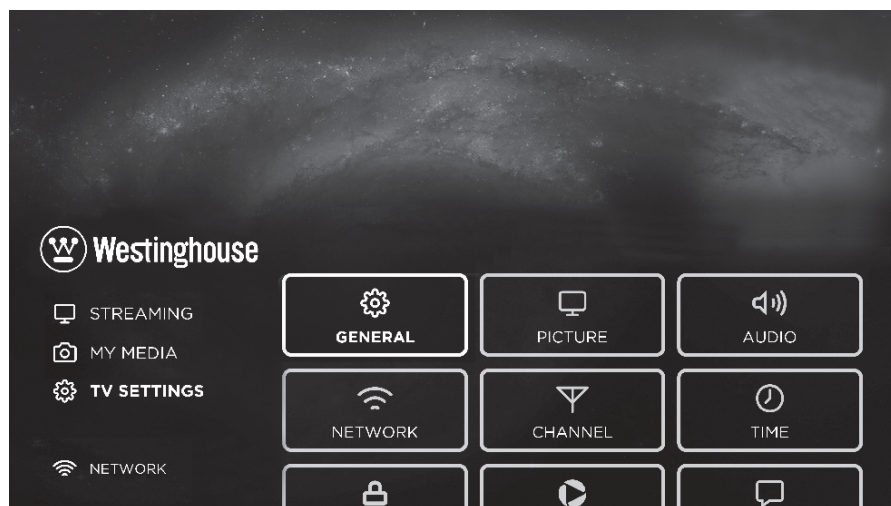 Westinghouse
STREAMING
MY MEDIA
TV SETTINGS
NETWORK
GENERAL
PICTURE
AUDIO
NETWORK
CHANNEL
TIME